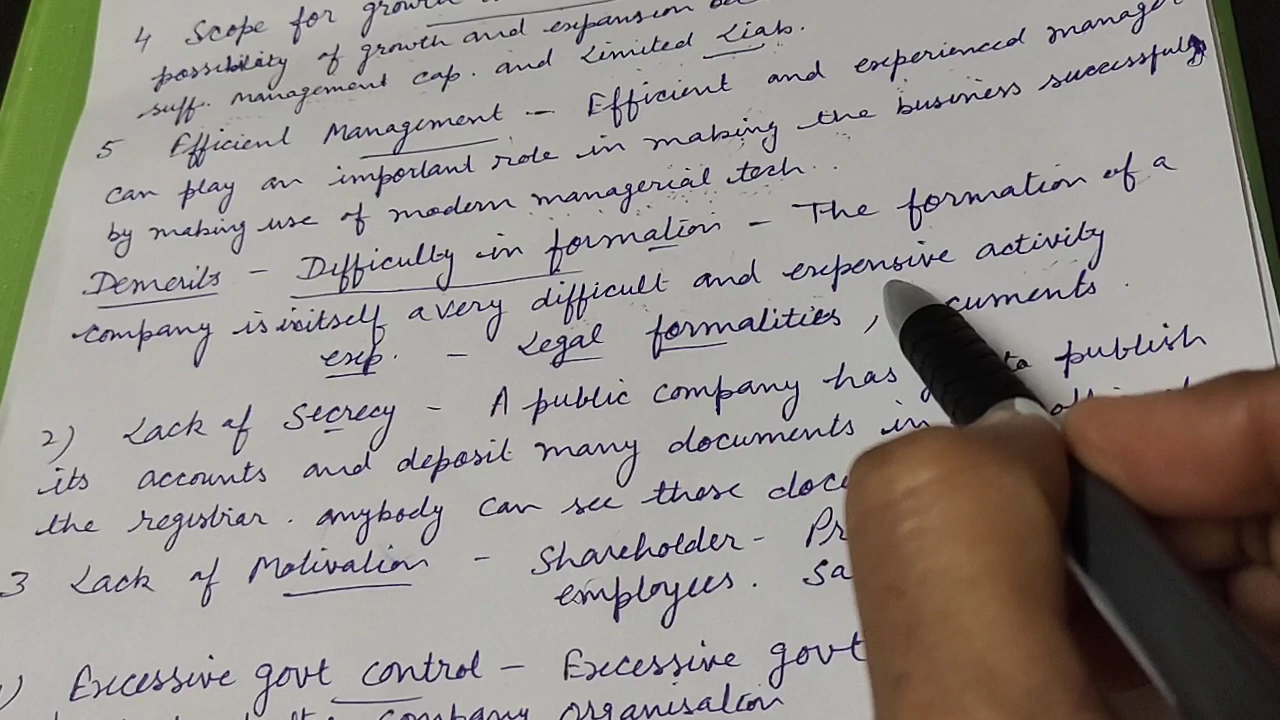 4 Scope for growth
possibility of growth and expansion
suff. management cap. and Limited Liab.
5 Efficient Management - Efficient and experienced manager
can play an important role in making the business successfully
by making use of modern managerial tech..
Demerits - Difficulty in formation - The formation of a
company is initself a very difficult and expensive activity
exp. - Legal formalities, cuments.
2) Lack of Secrecy - A public company has to publish
its accounts and deposit many documents in
the registrar. anybody can see these docu
3 Lack of Motivation - Shareholder - Pr
employees. Sa
Excessive govt control - Excessive govt
company organisation